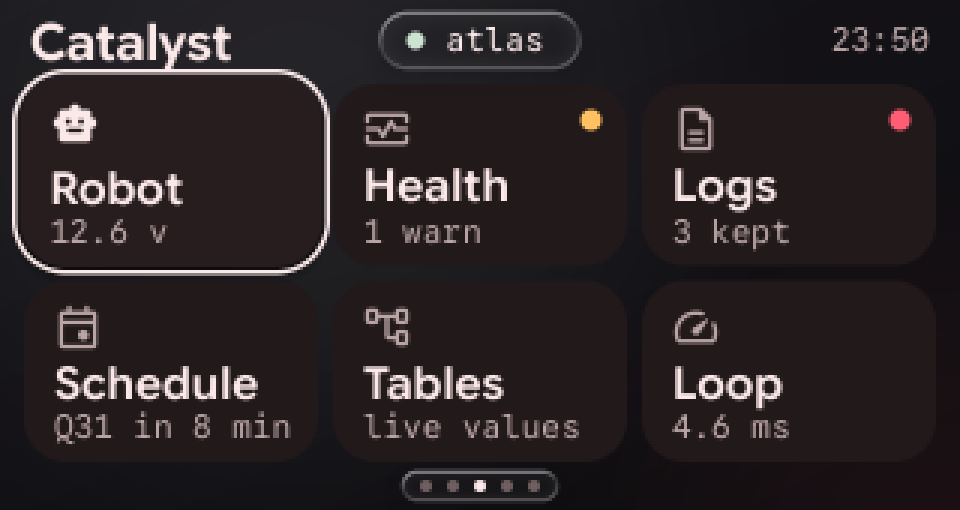 Catalyst
atlas
23:50
Robot
12.6 v
Health
1 warn
Logs
3 kept
Schedule
Q31 in 8 min
Tables
live values
Loop
4.6 ms